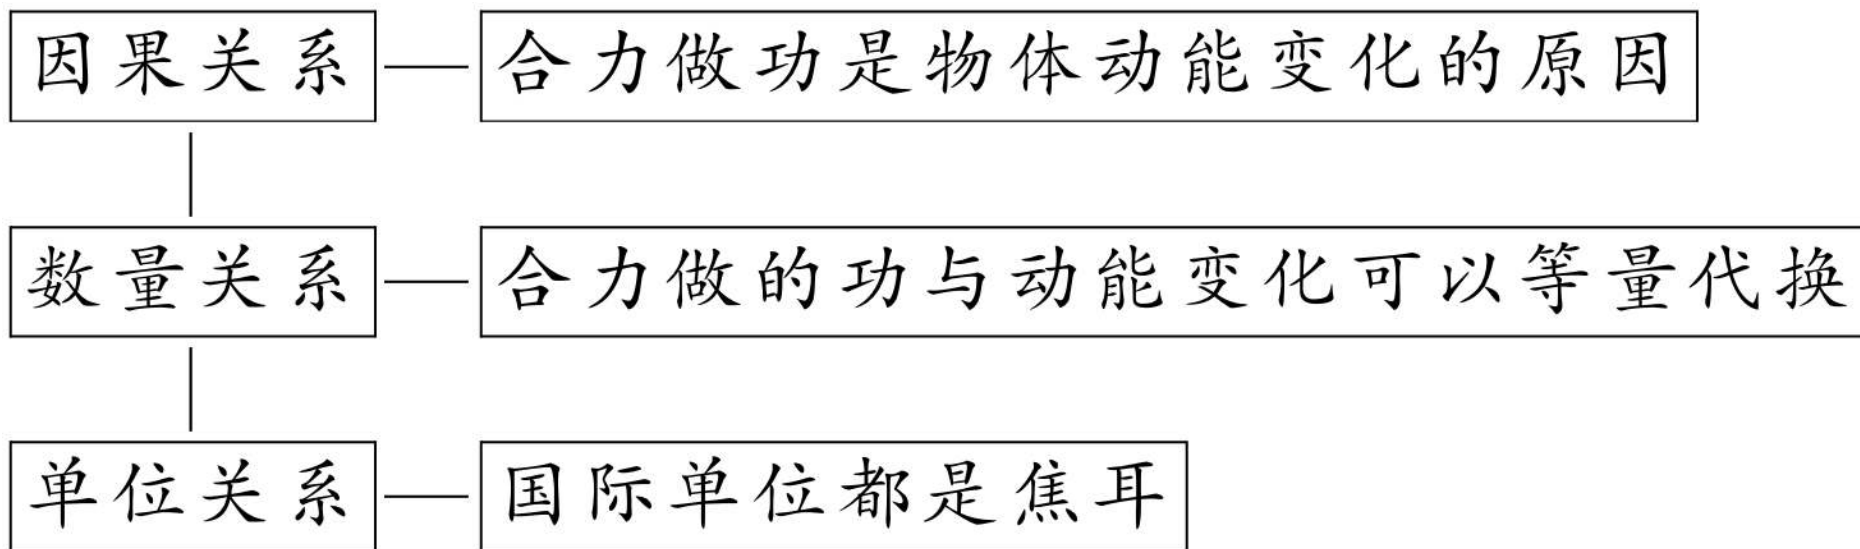 因果关系 合力做功是物体动能变化的原因
数量关系 合力做的功与动能变化可以等量代换
单位关系 国际单位都是焦耳